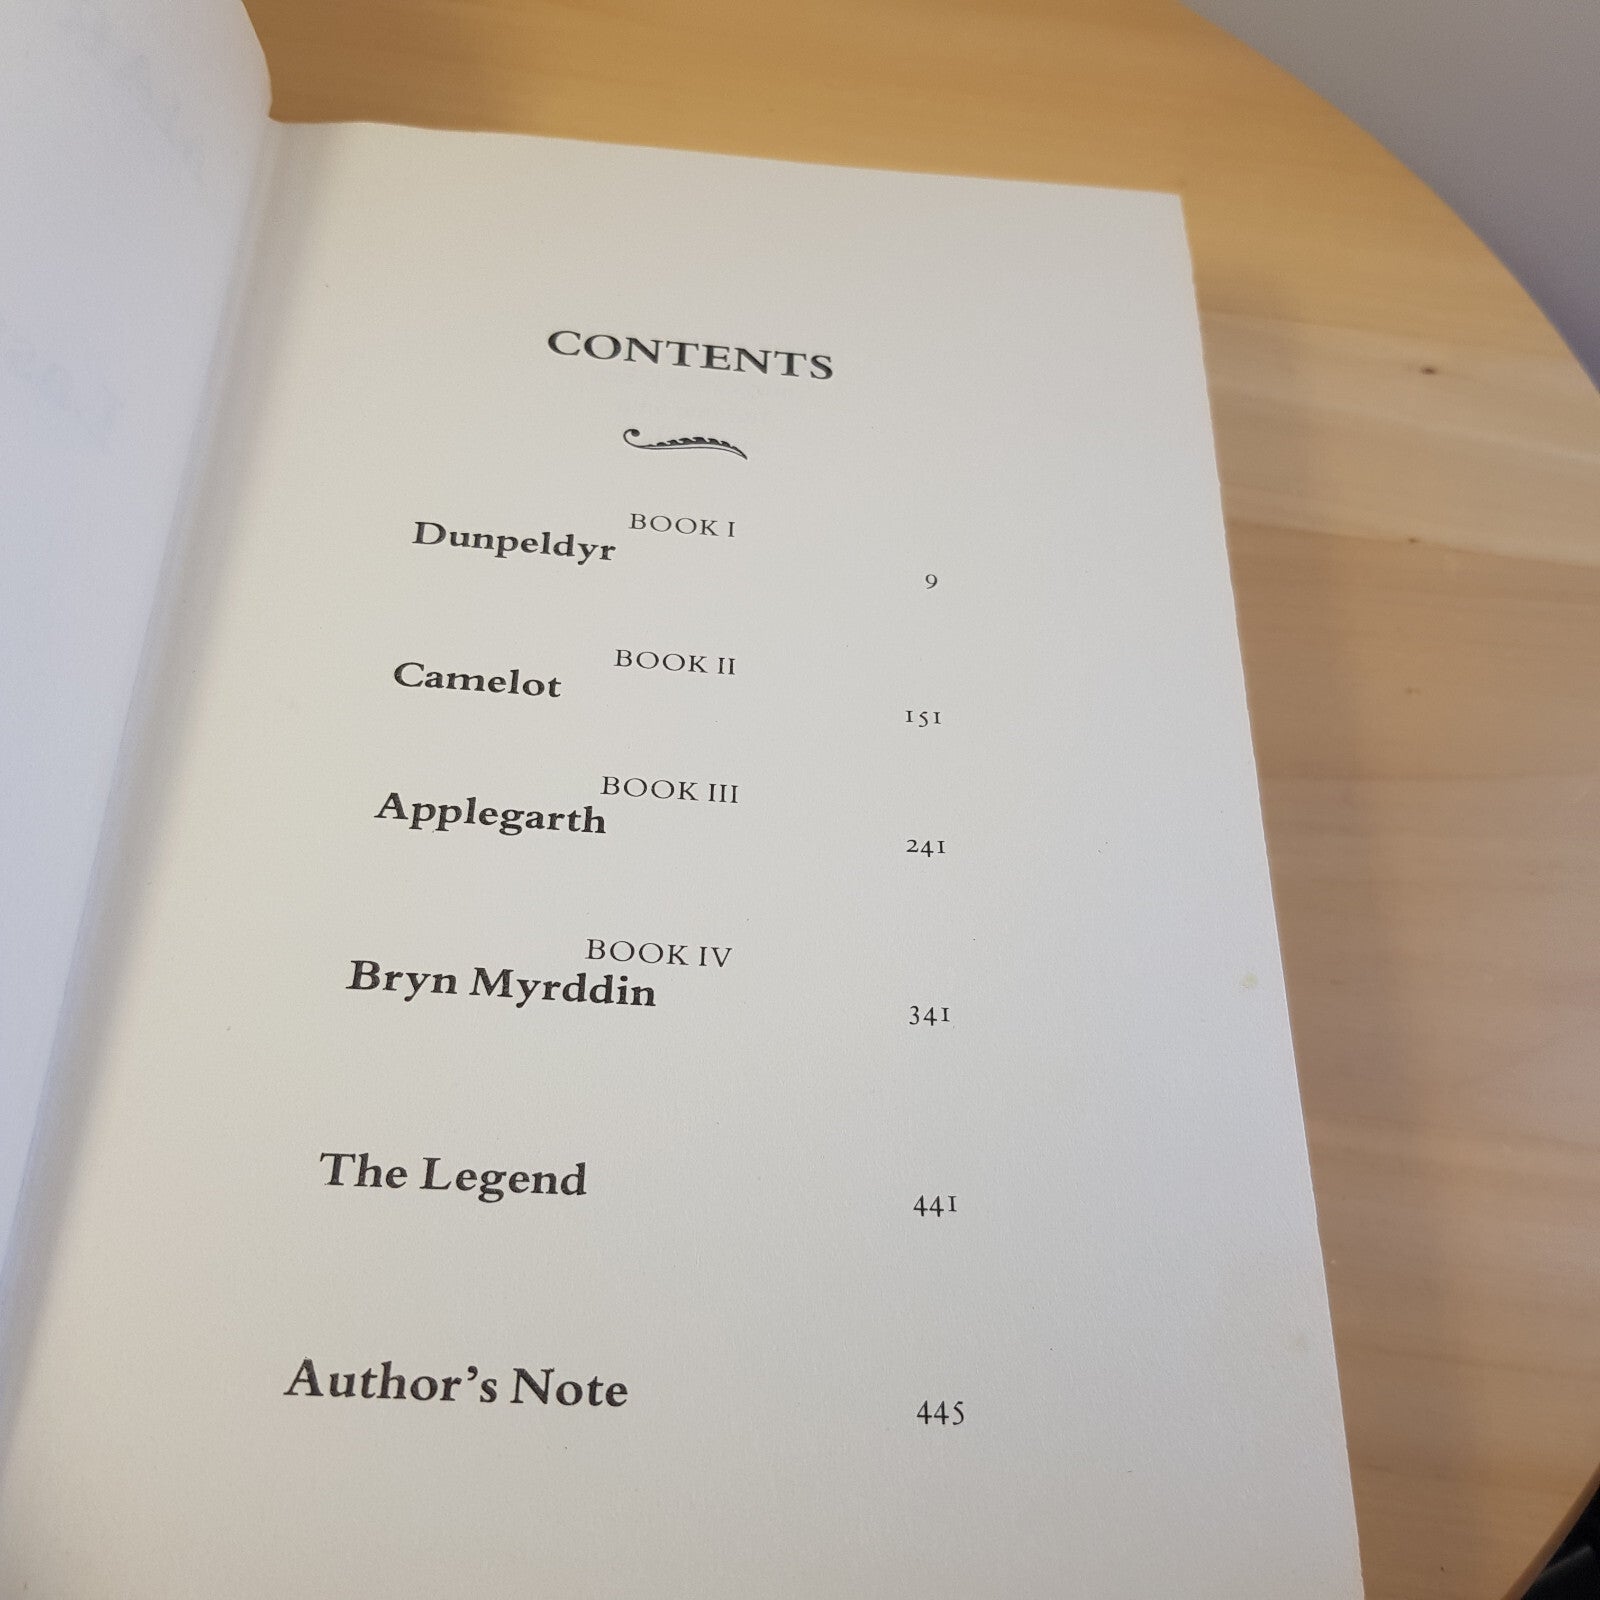 CONTENTS
BOOK I
Dunpeldyr 9
BOOK II
Camelot 151
BOOK III
Applegarth 241
BOOK IV
Bryn Myrddin 341
The Legend 441
Author's Note 445